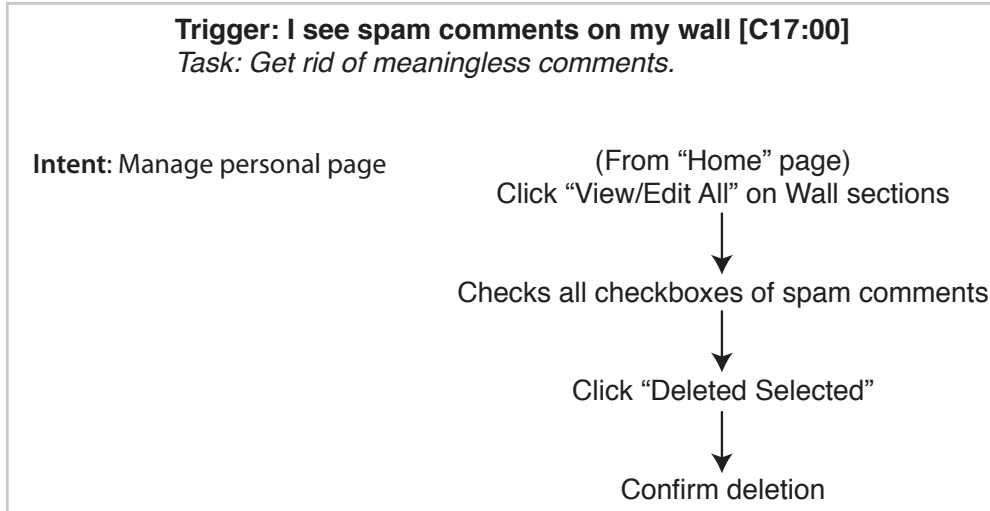 Trigger: I see spam comments on my wall [C17:00]
Task: Get rid of meaningless comments.
Intent: Manage personal page
(From “Home” page)
Click “View/Edit All” on Wall sections
Checks all checkboxes of spam comments
Click “Deleted Selected”
Confirm deletion